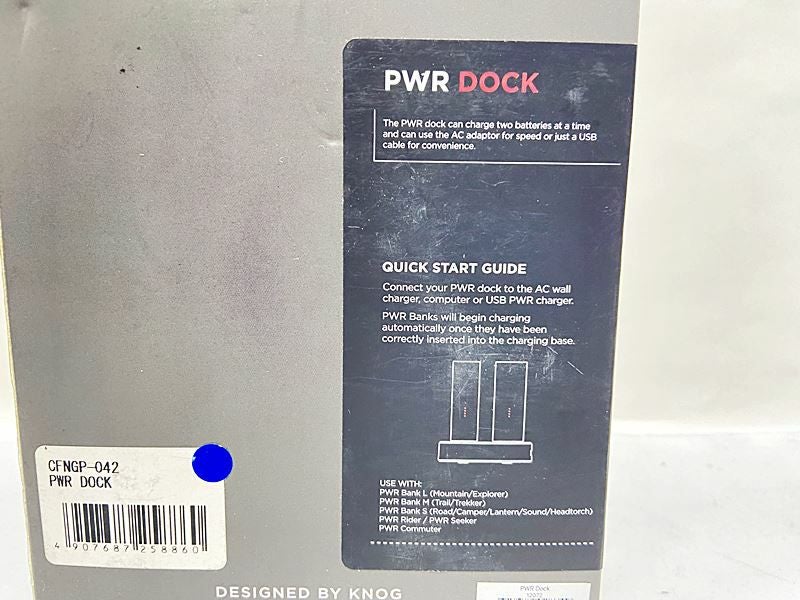 PWR DOCK
The PWR dock can charge two batteries at a time
and can use the AC adaptor for speed or just a USB
cable for convenience.
QUICK START GUIDE
Connect your PWR dock to the AC wall
charger, computer or USB PWR charger.
PWR Banks will begin charging
automatically once they have been
correctly inserted into the charging base.
USE WITH:
PWR Bank L (Mountain/Explorer)
PWR Bank M (Trail/Trekker)
PWR Bank S (Road/Camper/Lantern/Sound/Headtorch)
PWR Rider / PWR Seeker
PWR Commuter
CFNGP-042
PWR DOCK
4 907687 258860
DESIGNED BY KNOG
PWR Dock
12072